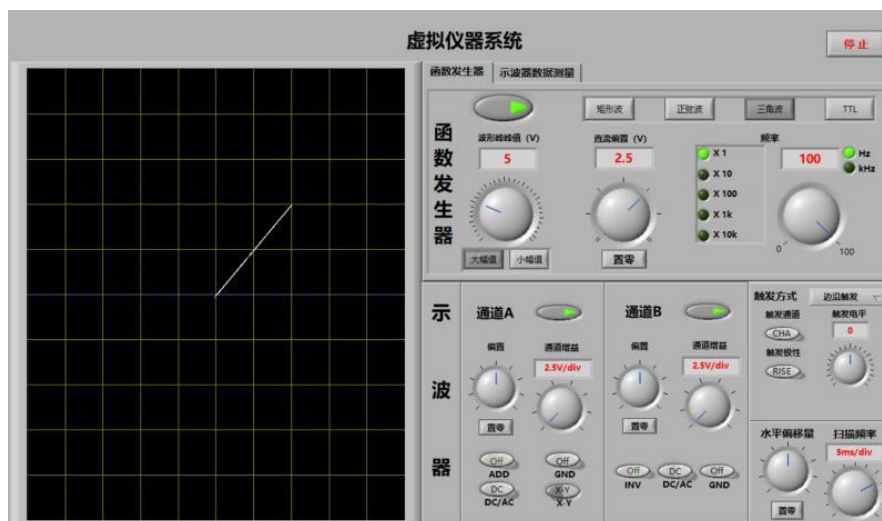 虚拟仪器系统
停止
函数发生器 示波器数据测量
函数发生器
矩形波 正弦波 三角波 TTL
波形峰峰值 (V) 直流偏置 (V) 频率
5 2.5 100
X 1
X 10
X 100
X 1k
X 10k
Hz
kHz
0 100
大幅值 小幅值 置零
示波器
通道A
偏置 通道增益
2.5V/div
置零
Off
ADD
Off
GND
DC
DC/AC
X-Y
X-Y
通道B
偏置 通道增益
2.5V/div
置零
Off
INV
DC
DC/AC
Off
GND
触发方式 边沿触发
触发通道 触发电平
CHA 0
触发极性
RISE
水平偏移量 扫描频率
5ms/div
置零